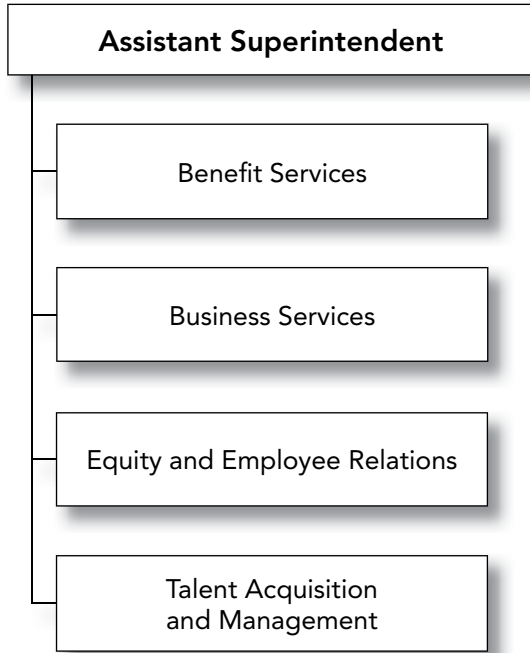 Assistant Superintendent
Benefit Services
Business Services
Equity and Employee Relations
Talent Acquisition
and Management